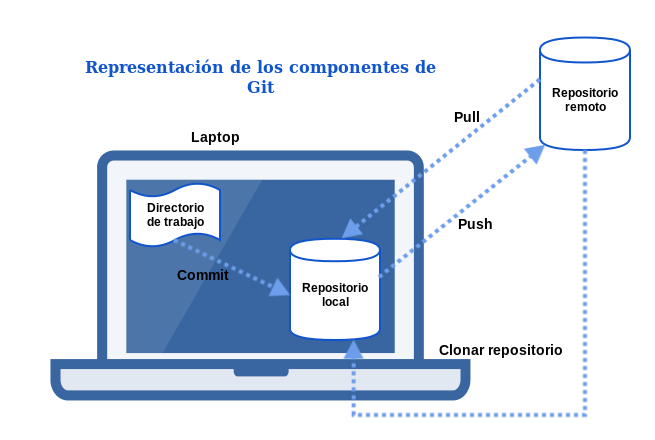 Representación de los componentes de
Git
Repositorio
remoto
Pull
Laptop
Directorio
de trabajo
Push
Commit
Repositorio
local
Clonar repositorio